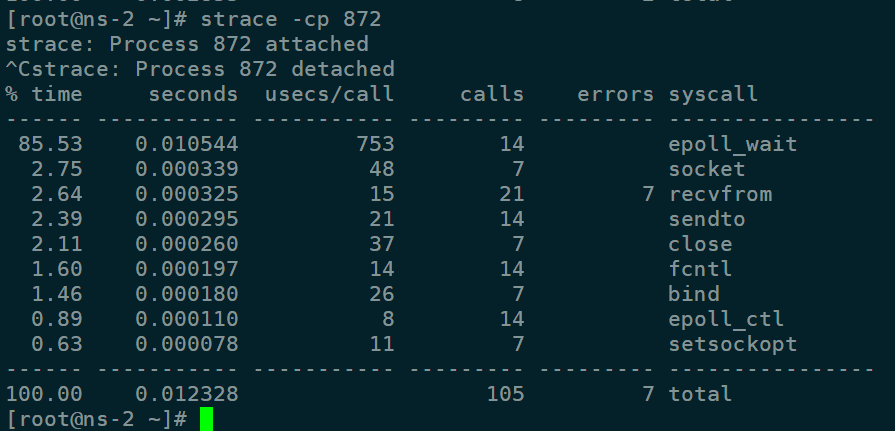 [root@ns-2 ~]# strace -cp 872
strace: Process 872 attached
^Cstrace: Process 872 detached
% time     seconds  usecs/call     calls    errors syscall
------ ----------- ----------- --------- --------- ----------------
 85.53    0.010544         753        14           epoll_wait
  2.75    0.000339          48         7           socket
  2.64    0.000325          15        21         7 recvfrom
  2.39    0.000295          21        14           sendto
  2.11    0.000260          37         7           close
  1.60    0.000197          14        14           fcntl
  1.46    0.000180          26         7           bind
  0.89    0.000110           8        14           epoll_ctl
  0.63    0.000078          11         7           setsockopt
------ ----------- ----------- --------- --------- ----------------
100.00    0.012328                   105         7 total
[root@ns-2 ~]#